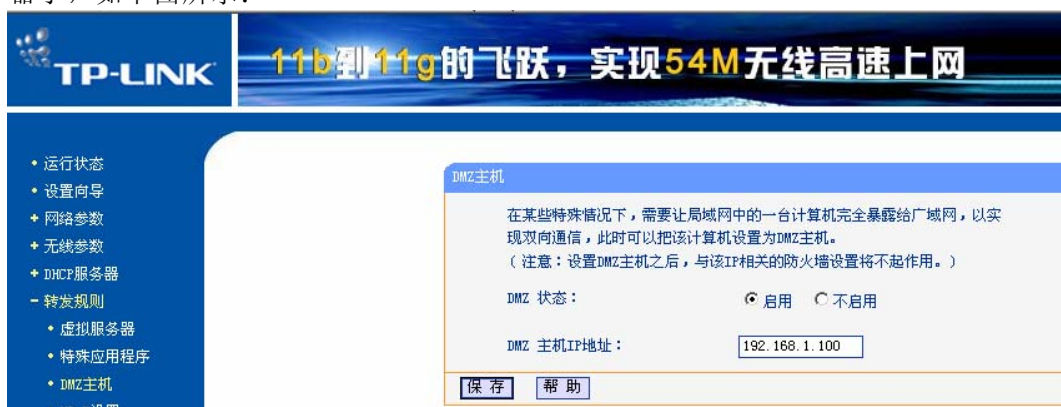 TP-LINK
11b到11g的飞跃，实现54M无线高速上网
• 运行状态
• 设置向导
+ 网络参数
+ 无线参数
+ DHCP服务器
- 转发规则
• 虚拟服务器
• 特殊应用程序
• DMZ主机
DMZ主机
在某些特殊情况下，需要让局域网中的一台计算机完全暴露给广域网，以实
现双向通信，此时可以把该计算机设置为DMZ主机。
（注意：设置DMZ主机之后，与该IP相关的防火墙设置将不起作用。）
DMZ 状态： 启用 不启用
DMZ 主机IP地址： 192.168.1.100
保 存 帮 助